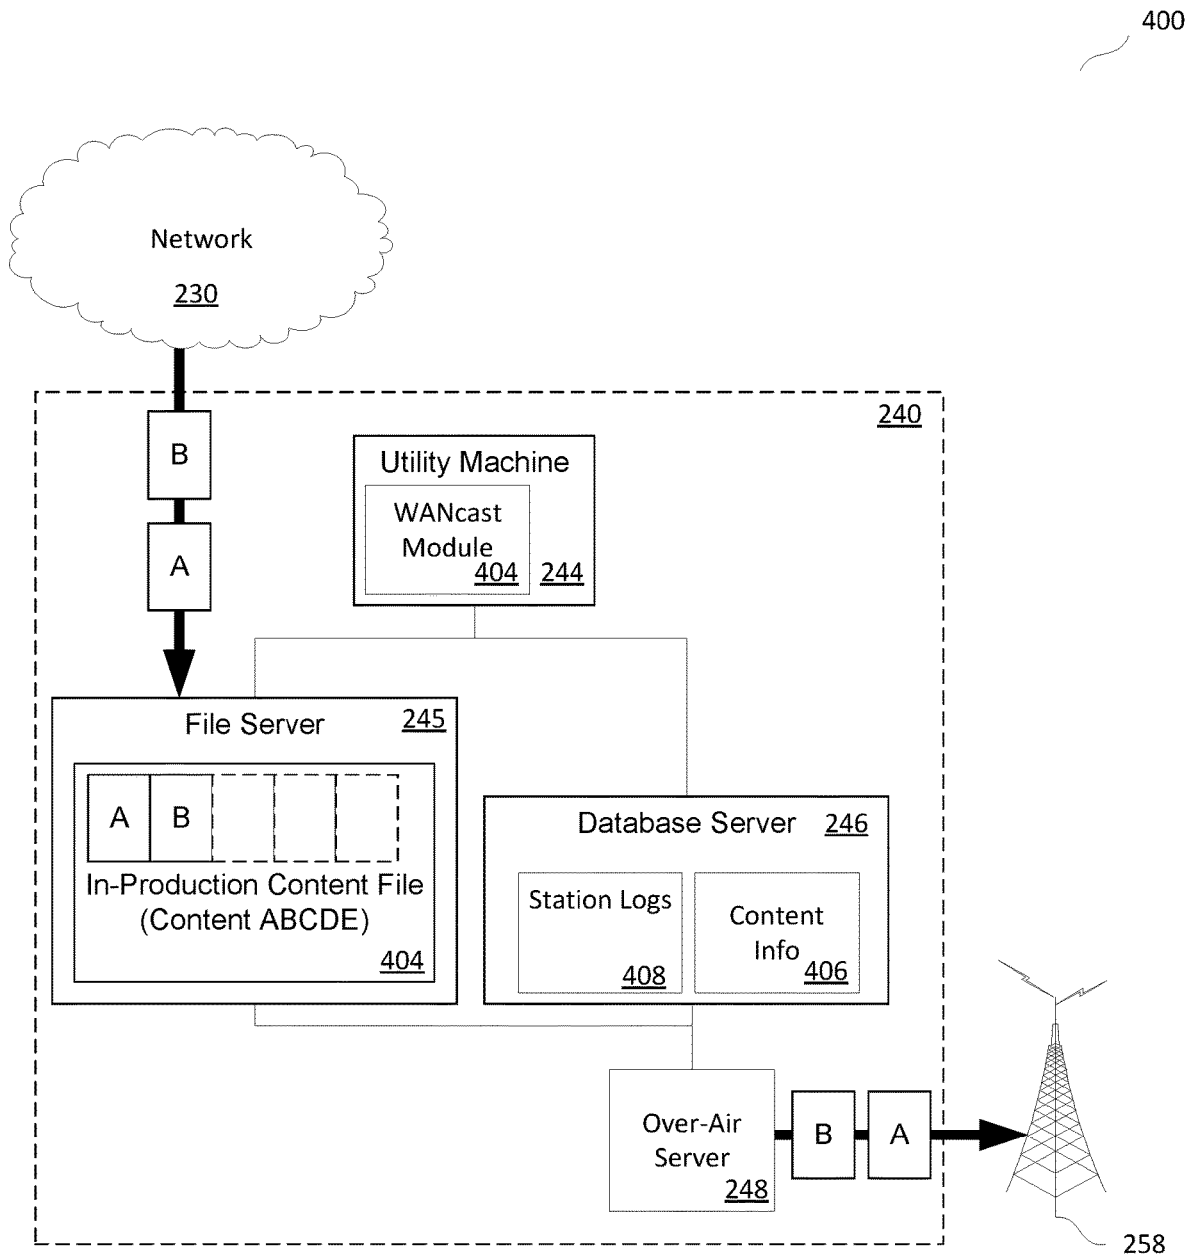 400
Network
230
240
B
A
Utility Machine
WANcast
Module
404
244
File Server
245
A B
In-Production Content File
(Content ABCDE)
404
Database Server
246
Station Logs
408
Content
Info
406
Over-Air
Server
248
B
A
258